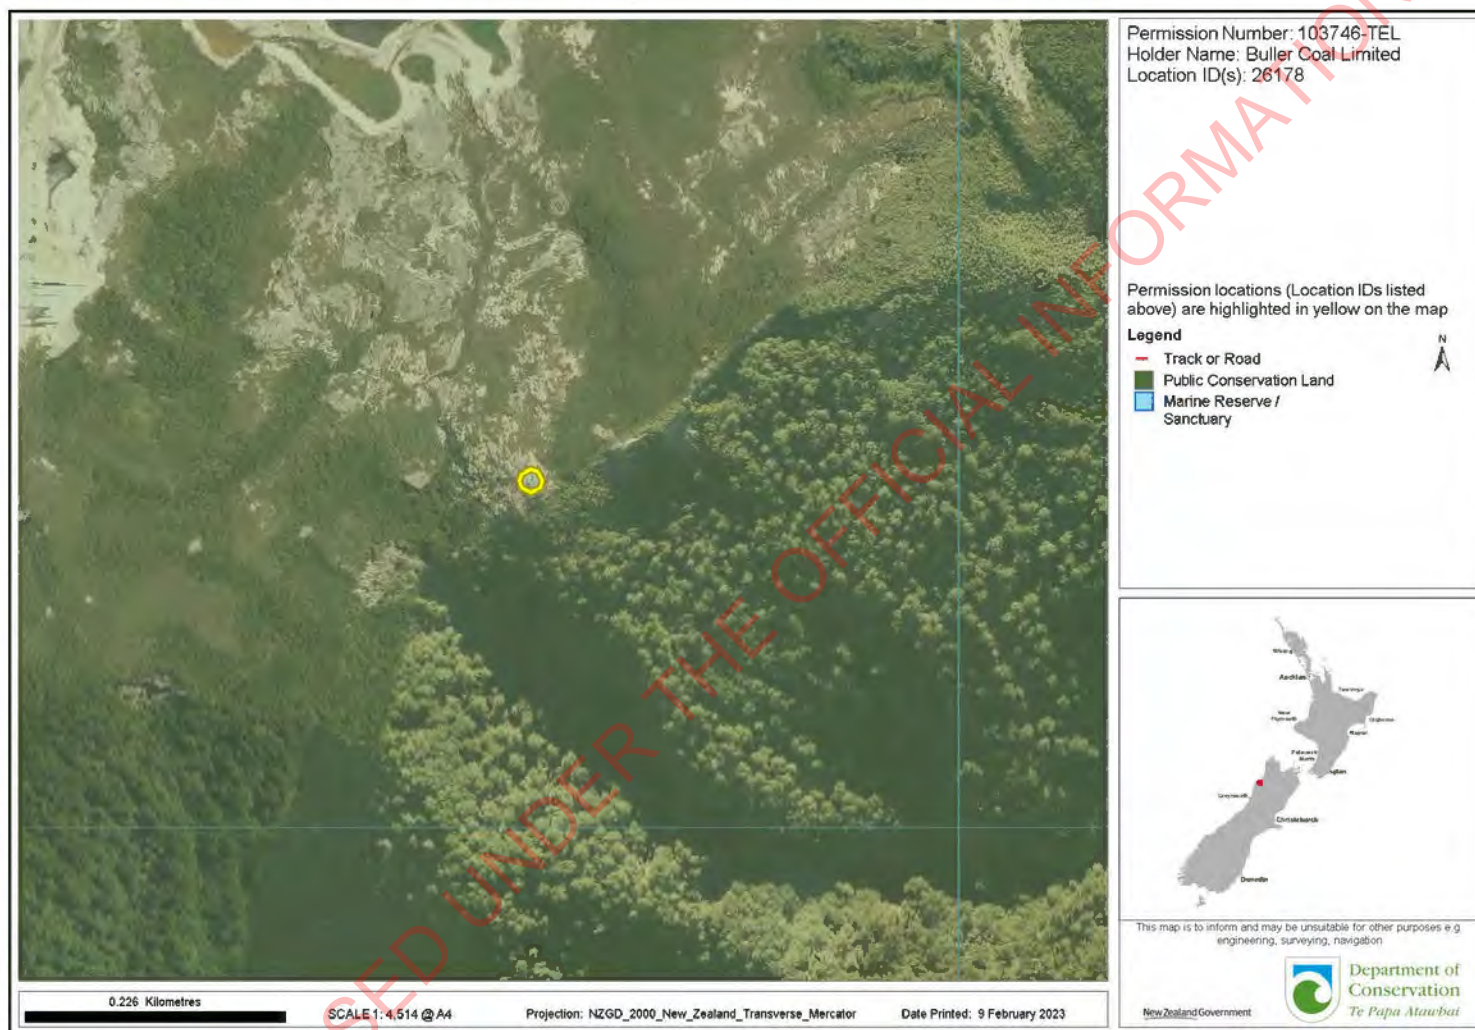 Permission Number: 103746-TEL
Holder Name: Buller Coal Limited
Location ID(s): 26178
Permission locations (Location IDs listed
above) are highlighted in yellow on the map
Legend
N
Track or Road
Public Conservation Land
Marine Reserve /
Sanctuary
SED UNDER THE OFFICIAL INFORMATION
Greymouth
Christchurch
Dunedin
This map is to inform and may be unsuitable for other purposes e.g
engineering, surveying, navigation
Department of
Conservation
Te Papa Atawhai
New Zealand Government
0.226 Kilometres
SCALE 1: 4,514 @ A4
Projection: NZGD_2000_New_Zealand_Transverse_Mercator
Date Printed: 9 February 2023